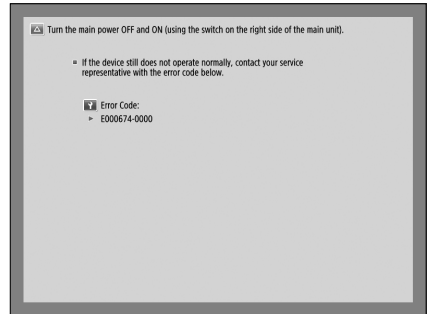 Turn the main power OFF and ON (using the switch on the right side of the main unit).
If the device still does not operate normally, contact your service
representative with the error code below.
Error Code:
E000674-0000